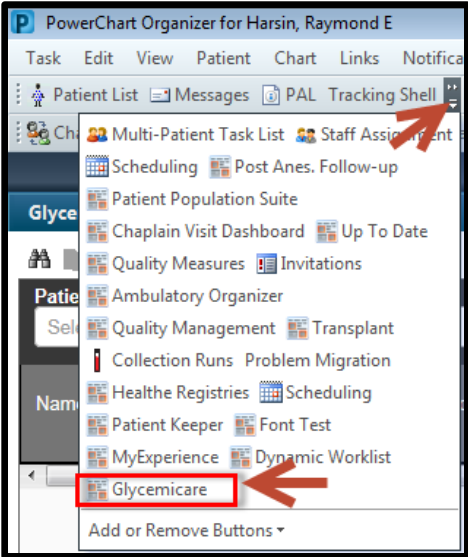 PowerChart Organizer for Harsin, Raymond E
Task Edit View Patient Chart Links Notifica
Patient List Messages PAL Tracking Shell
Cha Multi-Patient Task List Staff Assignment
Scheduling Post Anes. Follow-up
Patient Population Suite
Glyce Chaplain Visit Dashboard Up To Date
Quality Measures Invitations
Patie Ambulatory Organizer
Sele Quality Management Transplant
Collection Runs Problem Migration
Nam Healthe Registries Scheduling
Patient Keeper Font Test
MyExperience Dynamic Worklist
Glycemicare
Add or Remove Buttons